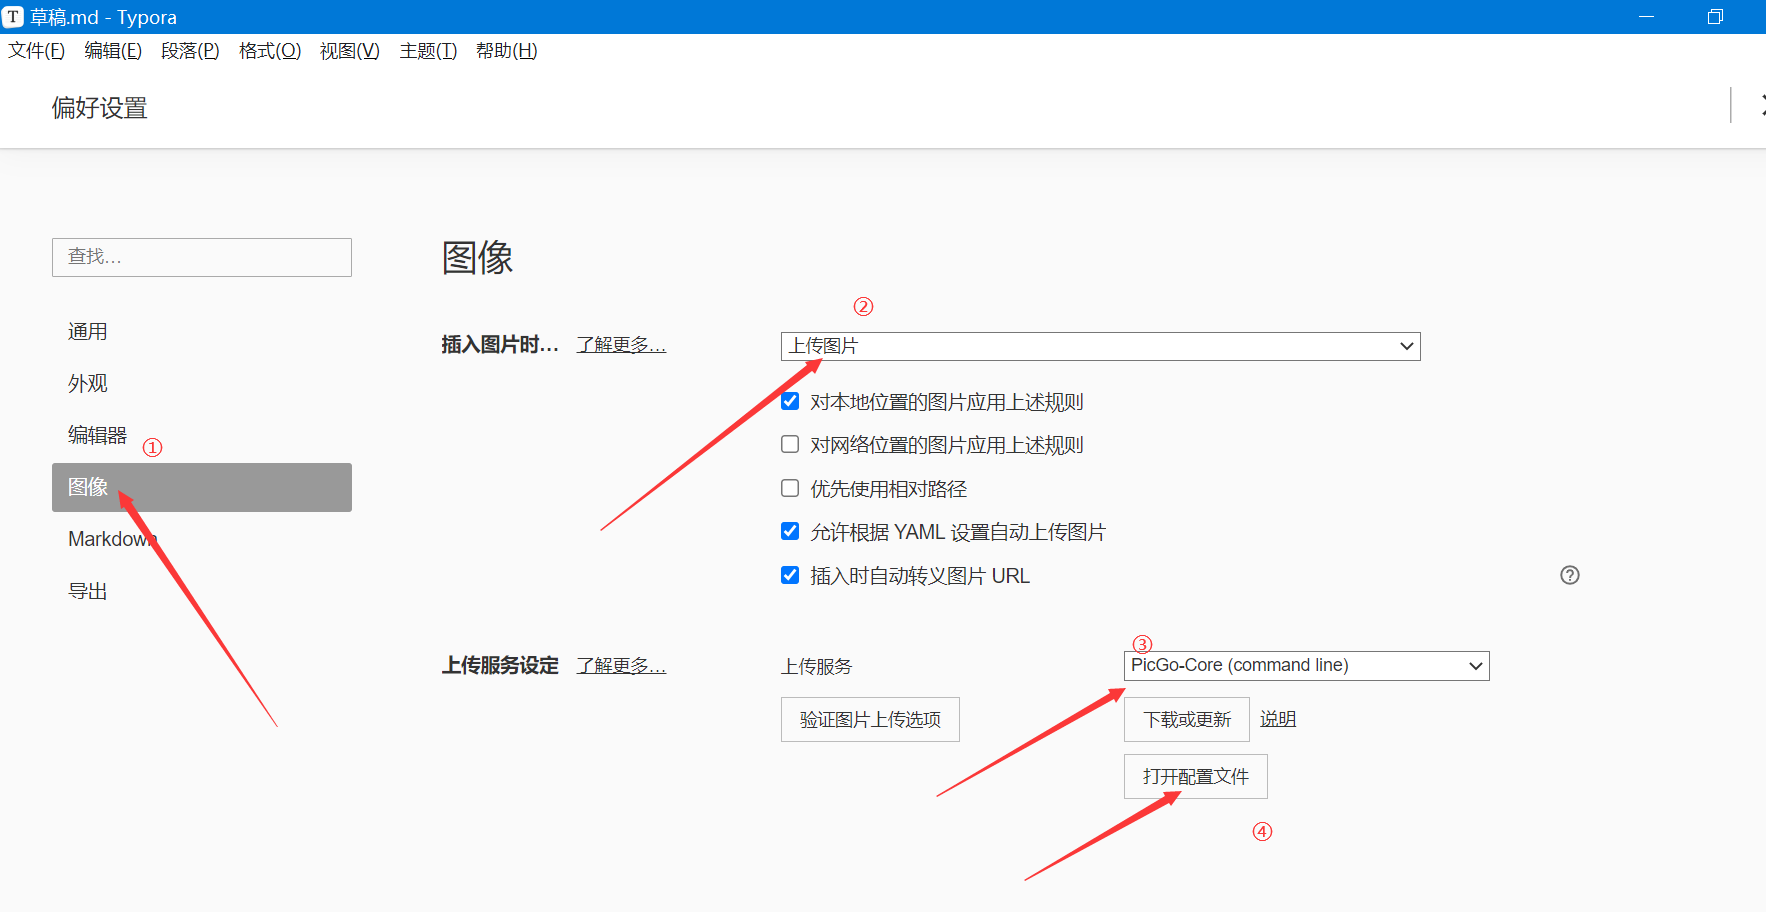 草稿.md - Typora
文件(F) 编辑(E) 段落(P) 格式(O) 视图(V) 主题(T) 帮助(H)
偏好设置
查找...
通用
外观
编辑器
①
图像
Markdown
导出
图像
②
插入图片时... 了解更多... 上传图片
对本地位置的图片应用上述规则
对网络位置的图片应用上述规则
优先使用相对路径
允许根据 YAML 设置自动上传图片
插入时自动转义图片 URL
③
上传服务设定 了解更多... 上传服务 PicGo-Core (command line)
验证图片上传选项 下载或更新 说明
打开配置文件
④